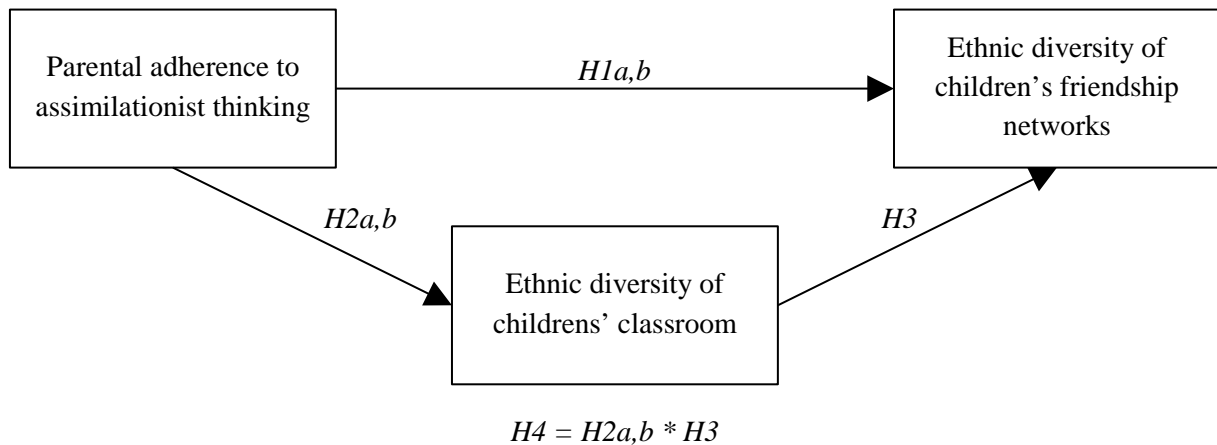 Parental adherence to
assimilationist thinking
H1a,b
Ethnic diversity of
children’s friendship
networks
H2a,b
H3
Ethnic diversity of
childrens’ classroom
H4 = H2a,b * H3